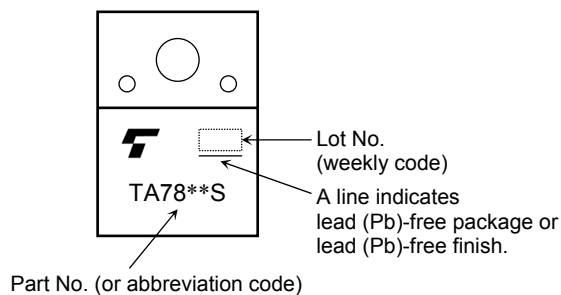 Lot No.
(weekly code)
TA78**S
A line indicates
lead (Pb)-free package or
lead (Pb)-free finish.
Part No. (or abbreviation code)